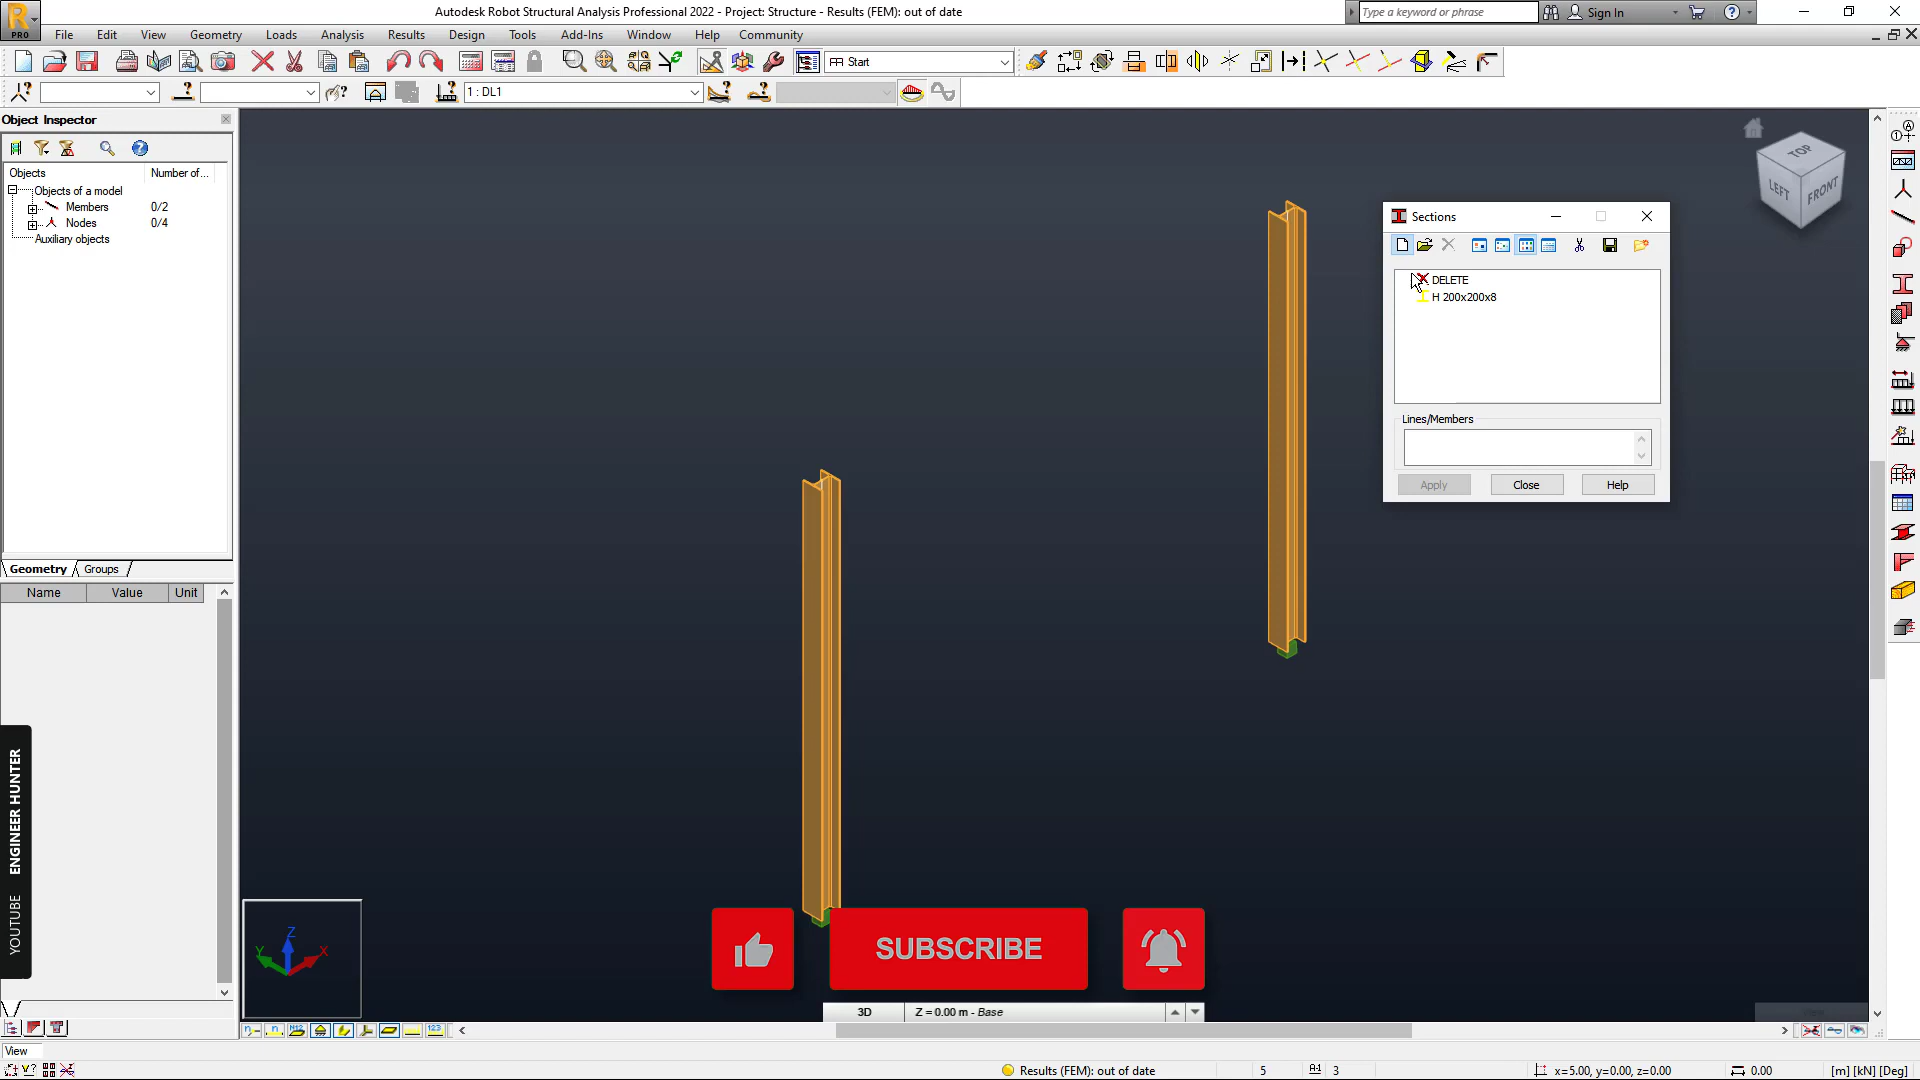 Autodesk Robot Structural Analysis Professional 2022 - Project: Structure - Results (FEM): out of date
Type a keyword or phrase
Sign In
PRO
File Edit View Geometry Loads Analysis Results Design Tools Add-Ins Window Help Community
Start
1 : DL1
Object Inspector
Objects Number of...
Objects of a model
Members 0/2
Nodes 0/4
Auxiliary objects
Geometry Groups
Name Value Unit
TOP
LEFT
FRONT
Sections
DELETE
H 200x200x8
Lines/Members
Apply Close Help
YOUTUBE ENGINEER HUNTER
Z
Y
X
SUBSCRIBE
3D Z = 0.00 m - Base
View
Results (FEM): out of date
5
3
x=5.00, y=0.00, z=0.00
0.00
[m] [kN] [Deg]